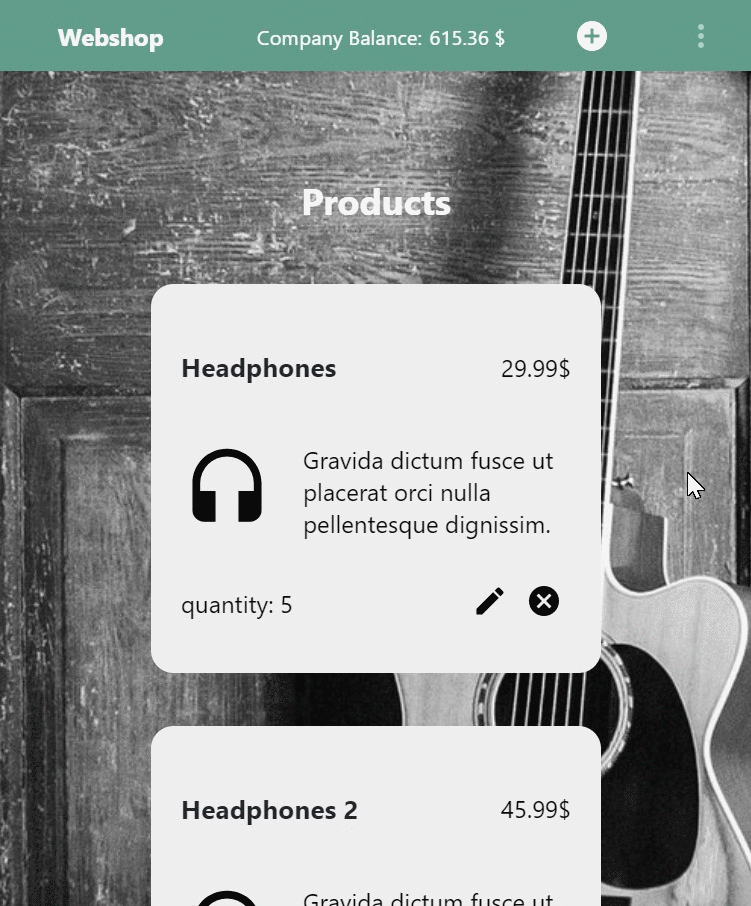 Webshop
Company Balance: 615.36 $
Products
Headphones
29.99$
Gravida dictum fusce ut
placerat orci nulla
pellentesque dignissim.
quantity: 5
Headphones 2
45.99$
Gravida dictum fusce ut